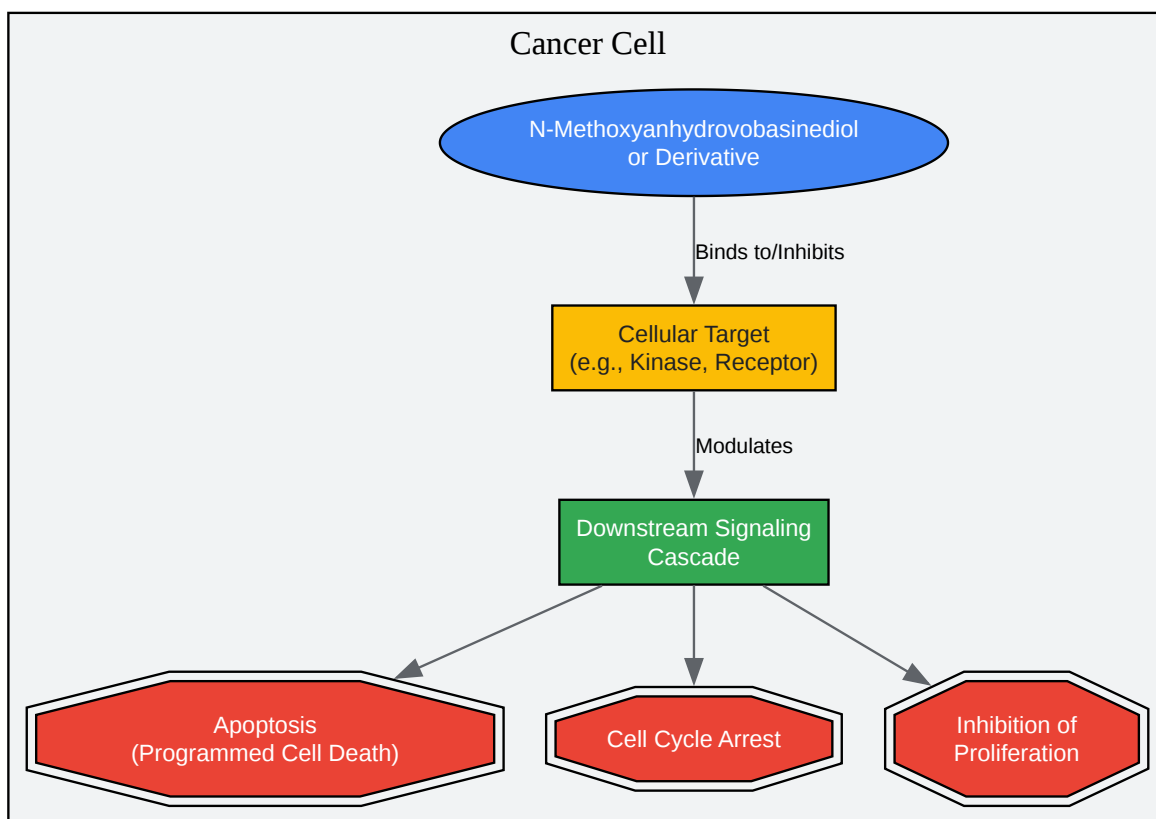 Cancer Cell
N-Methoxyanhydrovobasinediol
or Derivative
Binds to/Inhibits
Cellular Target
(e.g., Kinase, Receptor)
Modulates
Downstream Signaling
Cascade
Apoptosis
(Programmed Cell Death)
Cell Cycle Arrest
Inhibition of
Proliferation